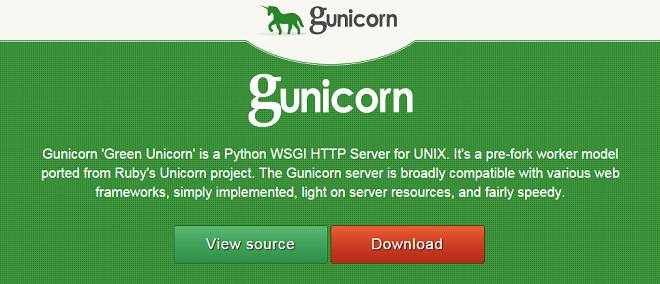 gunicorn
gunicorn
Gunicorn 'Green Unicorn' is a Python WSGI HTTP Server for UNIX. It's a pre-fork worker model
ported from Ruby's Unicorn project. The Gunicorn server is broadly compatible with various web
frameworks, simply implemented, light on server resources, and fairly speedy.
View source
Download